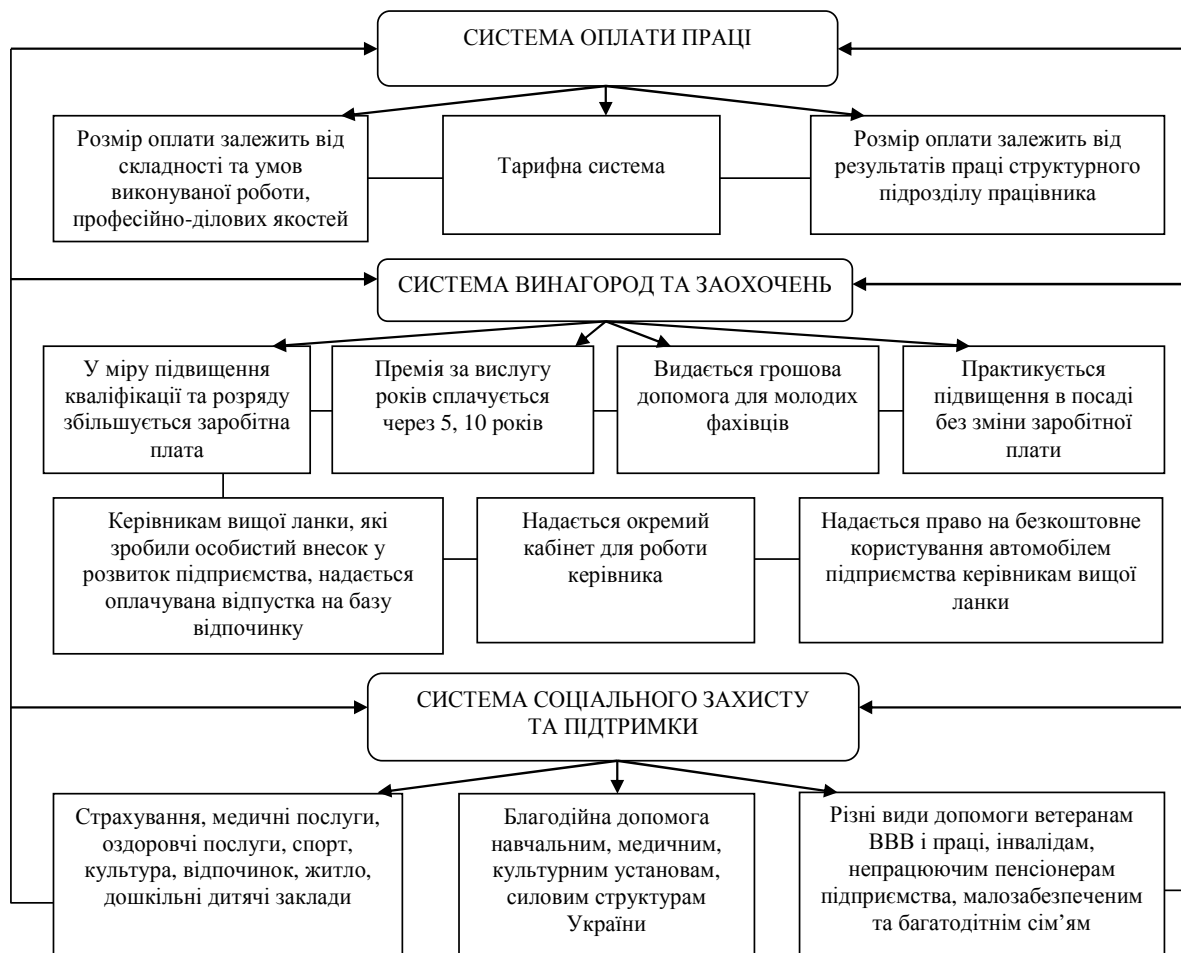 СИСТЕМА ОПЛАТИ ПРАЦІ
Розмір оплати залежить від
складності та умов
виконуваної роботи,
професійно-ділових якостей
Тарифна система
Розмір оплати залежить від
результатів праці структурного
підрозділу працівника
СИСТЕМА ВИНАГОРОД ТА ЗАОХОЧЕНЬ
У міру підвищення
кваліфікації та розряду
збільшується заробітна
плата
Премія за вислугу
років сплачується
через 5, 10 років
Видається грошова
допомога для молодих
фахівців
Практикується
підвищення в посаді
без зміни заробітної
плати
Керівникам вищої ланки, які
зробили особистий внесок у
розвиток підприємства, надається
оплачувана відпустка на базу
відпочинку
Надається окремий
кабінет для роботи
керівника
Надається право на безкоштовне
користування автомобілем
підприємства керівникам вищої
ланки
СИСТЕМА СОЦІАЛЬНОГО ЗАХИСТУ
ТА ПІДТРИМКИ
Страхування, медичні послуги,
оздоровчі послуги, спорт,
культура, відпочинок, житло,
дошкільні дитячі заклади
Благодійна допомога
навчальним, медичним,
культурним установам,
силовим структурам
України
Різні види допомоги ветеранам
ВВВ і праці, інвалідам,
непрацюючим пенсіонерам
підприємства, малозабезпеченим
та багатодітнім сім’ям